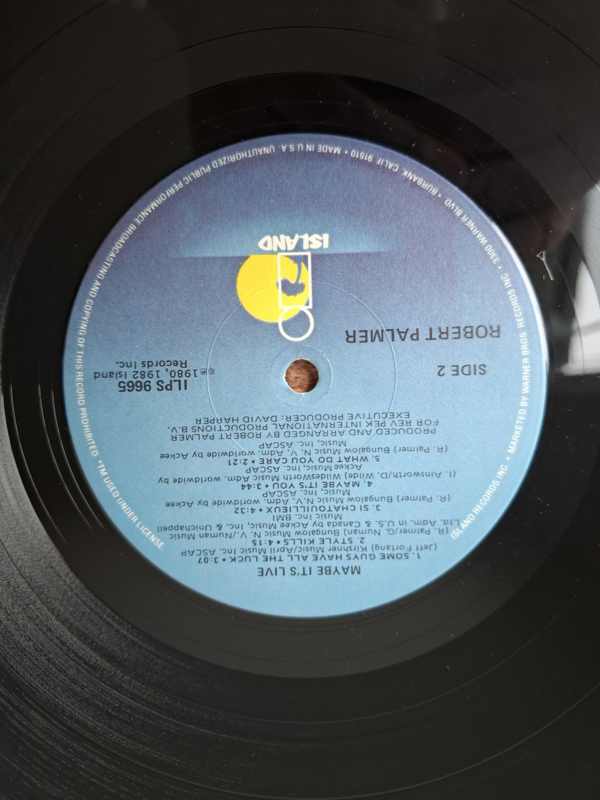 MAYBE IT'S LIVE
1. SOME GUYS HAVE ALL THE LUCK • 3:07
(Jeff Fortang) Kirshner Music/April Music, Inc. ASCAP
2. STYLE KILLS • 4:15
(R. Palmer/G. Numan) Bungalow Music N.V./Numan Music
Ltd. Adm. in U.S. & Canada by Ackee Music, Inc. & Unichappell
Music Inc. BMI
3. SI CHATOUILLIEUX • 4:32
(R. Palmer) Bungalow Music N.V. Adm. worldwide by Ackee
Music, Inc. ASCAP
4. MAYBE IT'S YOU • 3:44
(I. Ainsworth/D. Wilde) WildesWorld Adm. worldwide by
Ackee Music, Inc. ASCAP
5. WHAT DO YOU CARE • 2:21
(R. Palmer) Bungalow Music N.V. Adm. worldwide by Ackee
Music, Inc. ASCAP
PRODUCED AND ARRANGED BY ROBERT PALMER
FOR REV PEK INTERNATIONAL PRODUCTIONS B.V.
EXECUTIVE PRODUCER: DAVID HARPER
SIDE 2
ILPS 9665
℗ 1980, 1982 Island
Records Inc.
ROBERT PALMER
ISLAND
ISLAND RECORDS INC • MARKETED BY WARNER BROS. RECORDS INC • 3300 WARNER BLVD • BURBANK, CALIF. 91510 • MADE IN U.S.A. UNAUTHORIZED PUBLIC PERFORMANCE BROADCASTING AND COPYING OF THIS RECORD PROHIBITED • ™M USED UNDER LICENSE